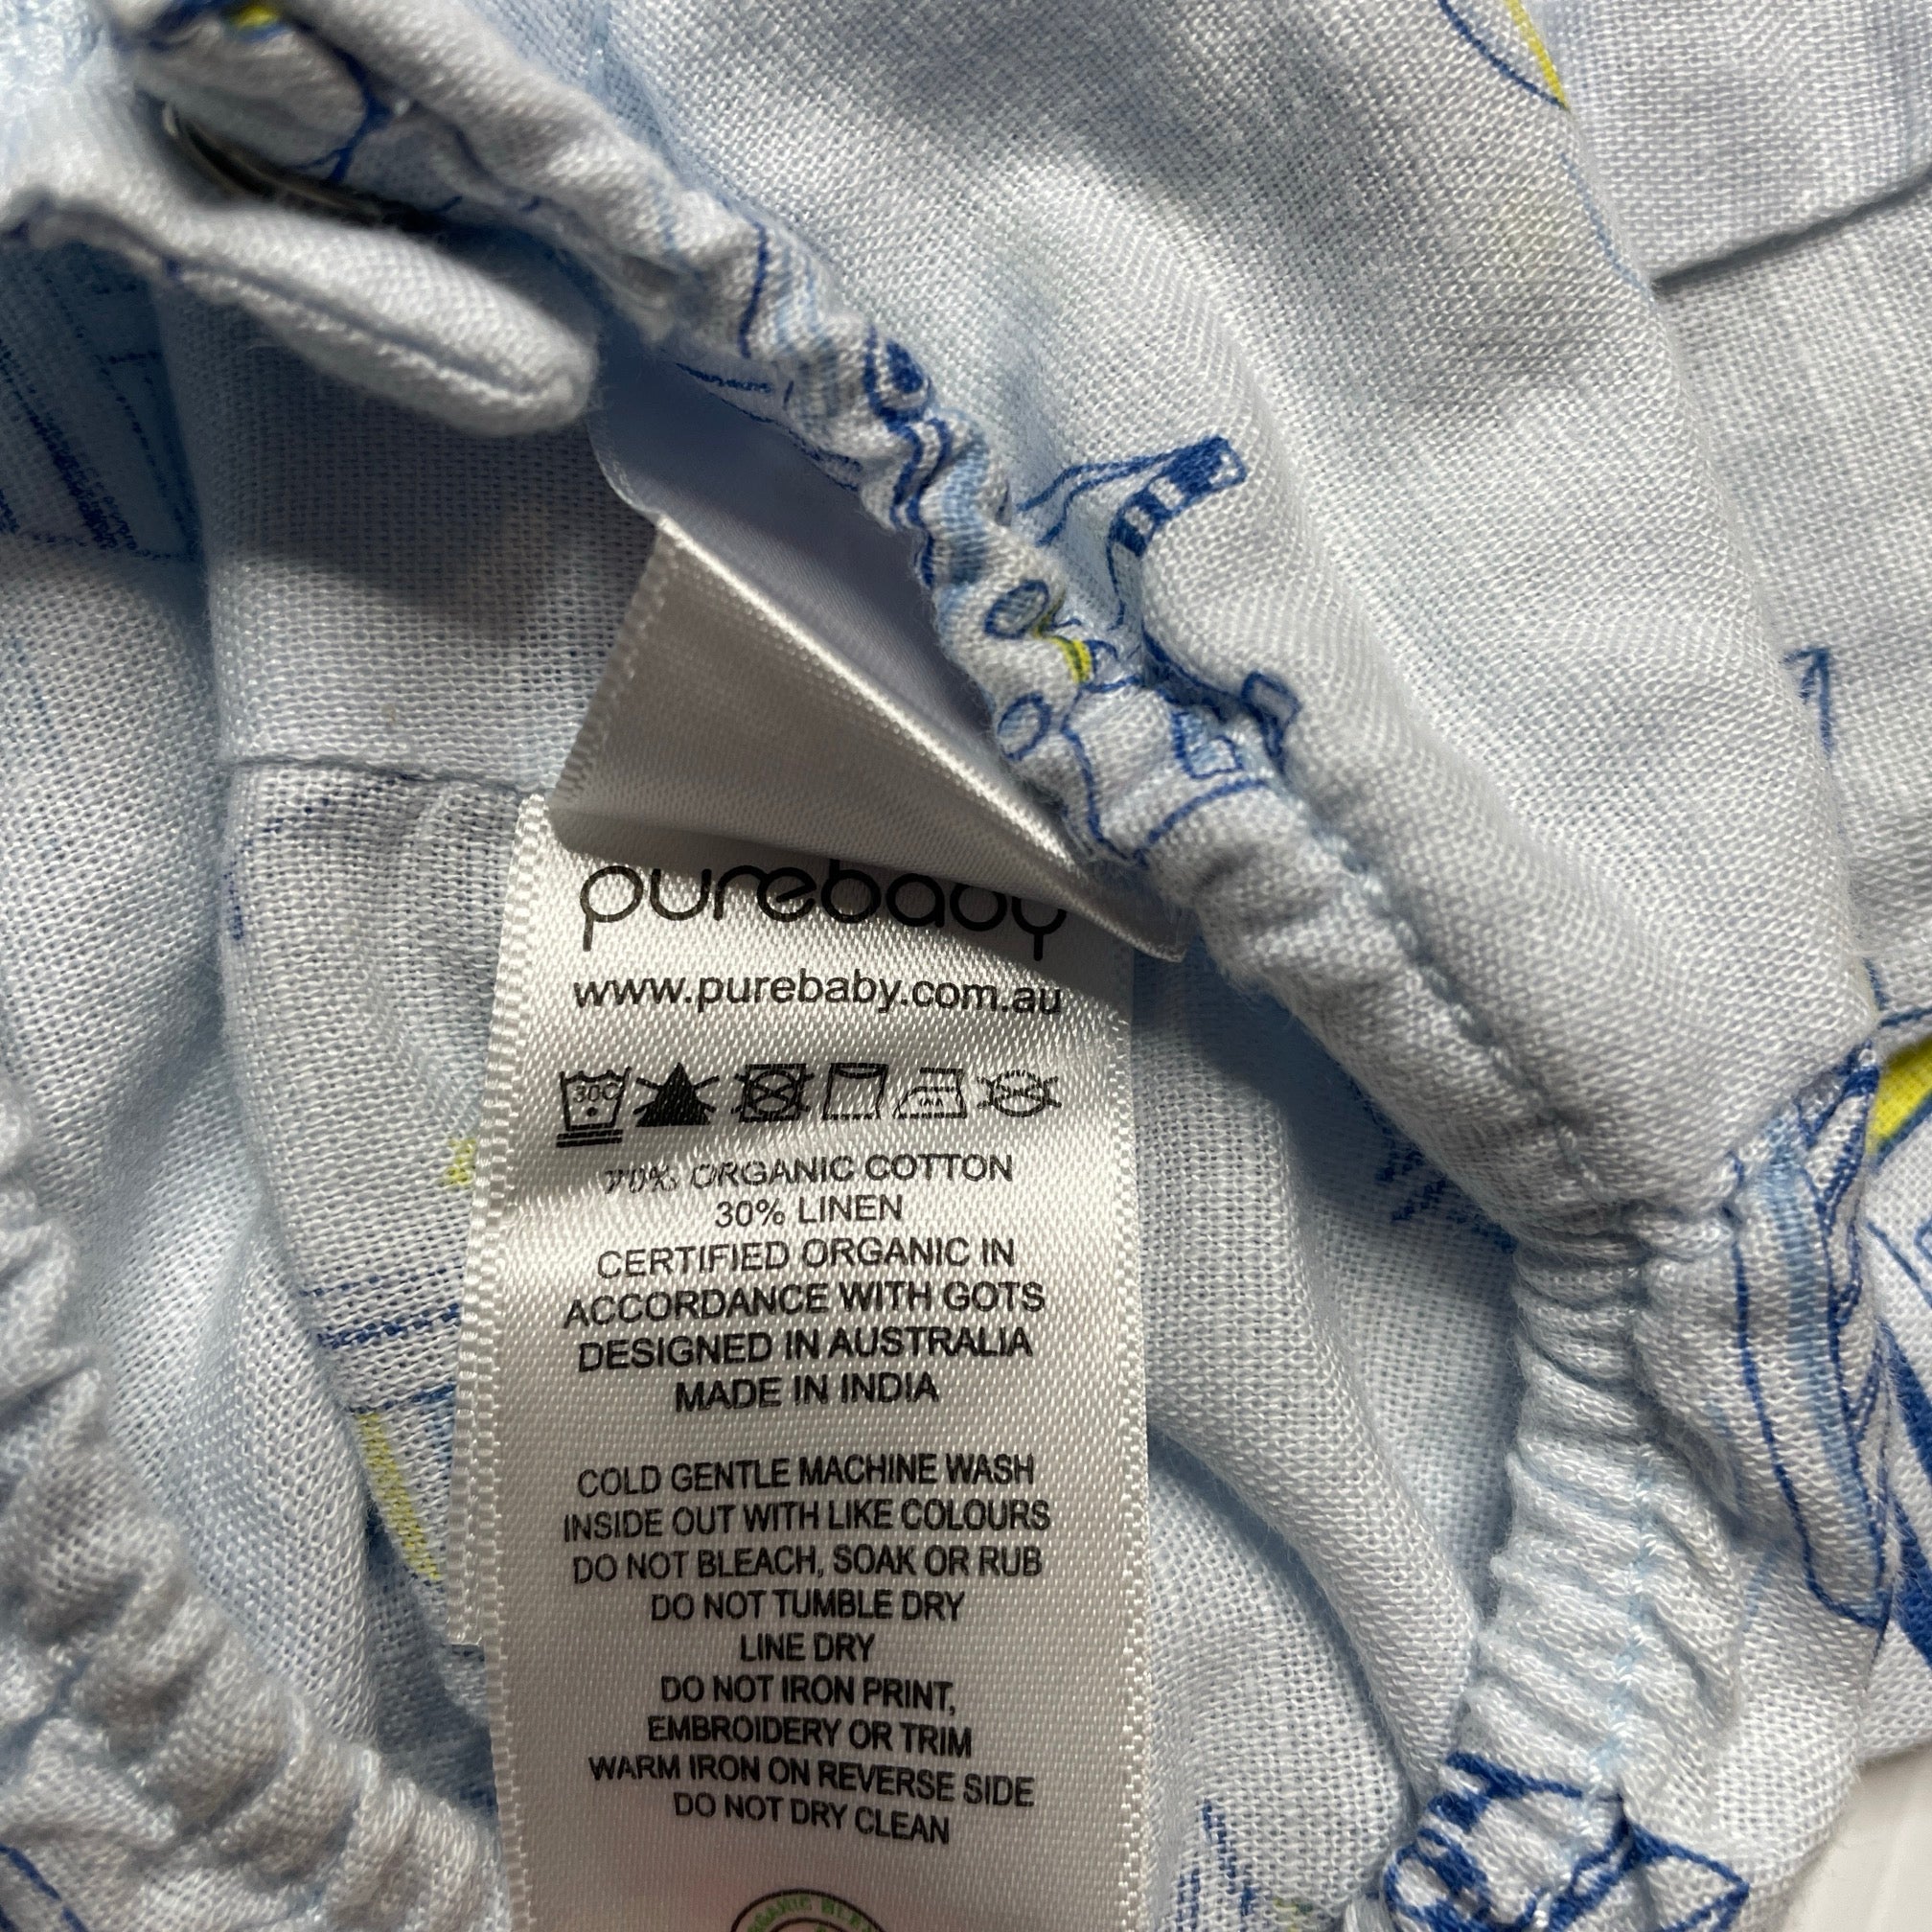 purebaby
www.purebaby.com.au
30C
70% ORGANIC COTTON
30% LINEN
CERTIFIED ORGANIC IN
ACCORDANCE WITH GOTS
DESIGNED IN AUSTRALIA
MADE IN INDIA
COLD GENTLE MACHINE WASH
INSIDE OUT WITH LIKE COLOURS
DO NOT BLEACH, SOAK OR RUB
DO NOT TUMBLE DRY
LINE DRY
DO NOT IRON PRINT,
EMBROIDERY OR TRIM
WARM IRON ON REVERSE SIDE
DO NOT DRY CLEAN